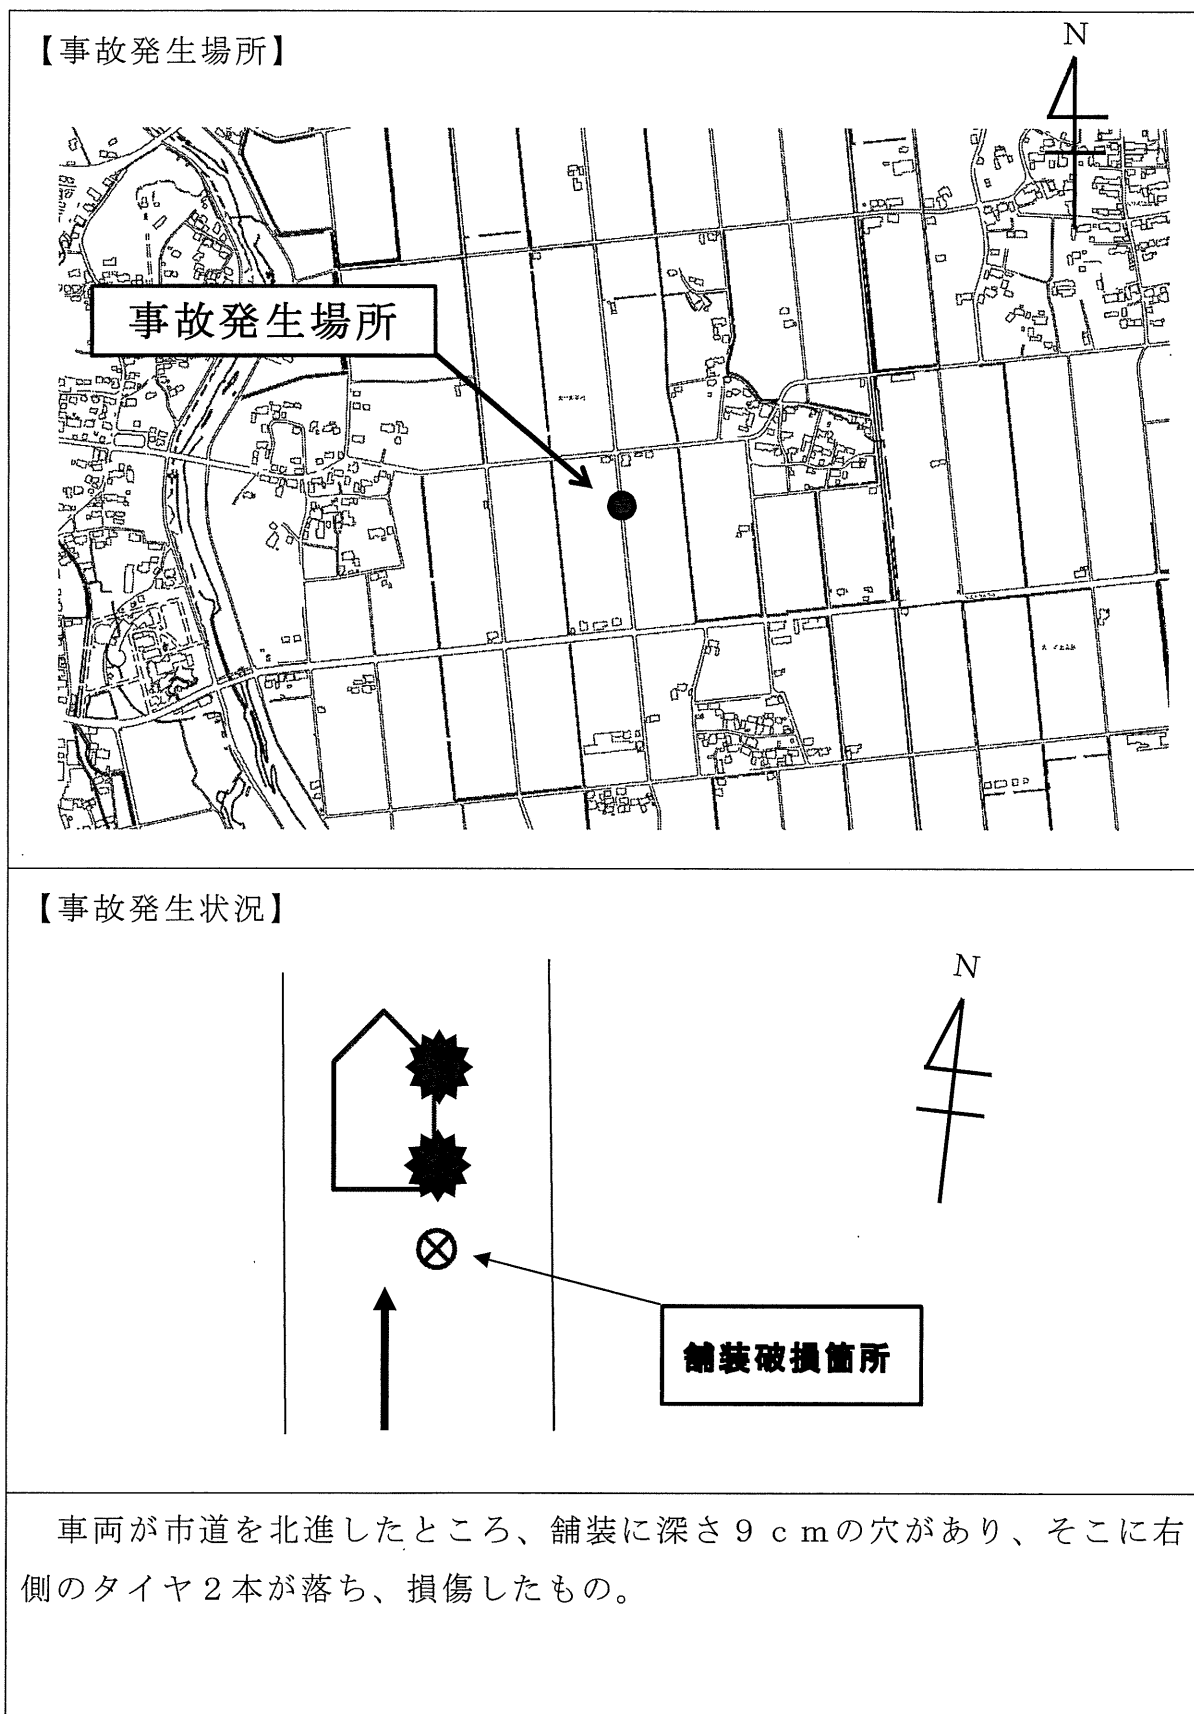 【事故発生場所】
N
事故発生場所
【事故発生状況】
N
舗装破損箇所
車両が市道を北進したところ、舗装に深さ9cmの穴があり、そこに右
側のタイヤ2本が落ち、損傷したもの。